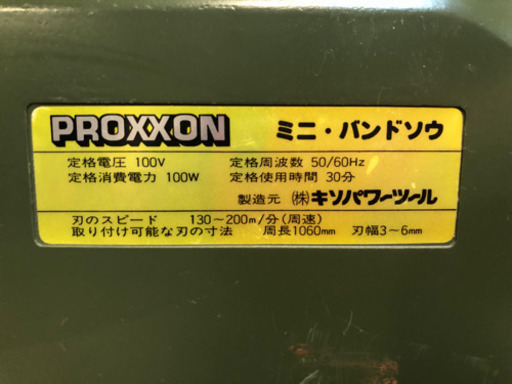 PROXXON ミニ・バンドソウ
定格電圧 100V 定格周波数 50/60Hz
定格消費電力 100W 定格使用時間 30分
製造元 ㈱キソパワーツール
刃のスピード 130〜200m/分(周速)
取り付け可能な刃の寸法 周長1060mm 刃幅3〜6mm